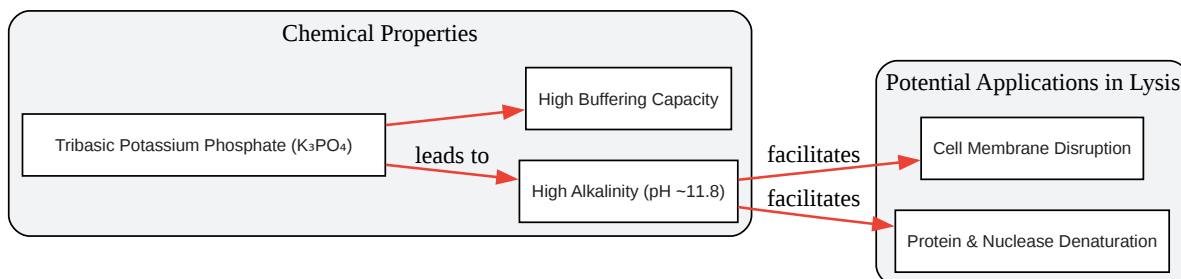 Chemical Properties
Potential Applications in Lysis
High Buffering Capacity
Tribasic Potassium Phosphate (K₃PO₄)
leads to
facilitates
Cell Membrane Disruption
High Alkalinity (pH ~11.8)
facilitates
Protein & Nuclease Denaturation